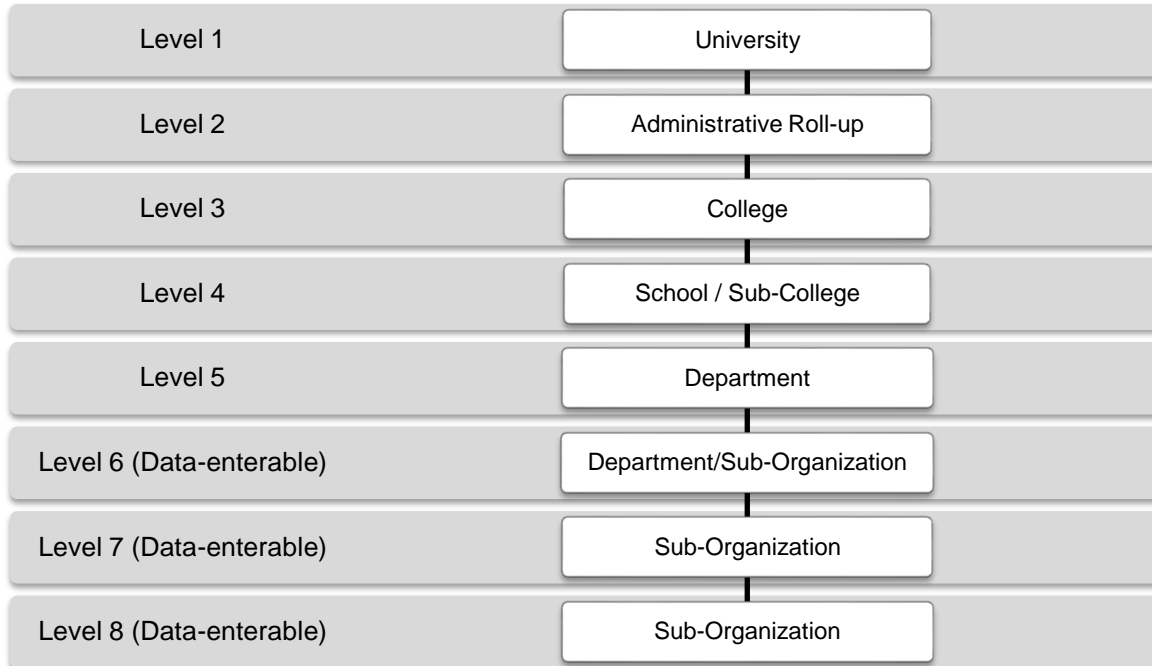 Level 1
University
Level 2
Administrative Roll-up
Level 3
College
Level 4
School / Sub-College
Level 5
Department
Level 6 (Data-enterable)
Department/Sub-Organization
Level 7 (Data-enterable)
Sub-Organization
Level 8 (Data-enterable)
Sub-Organization